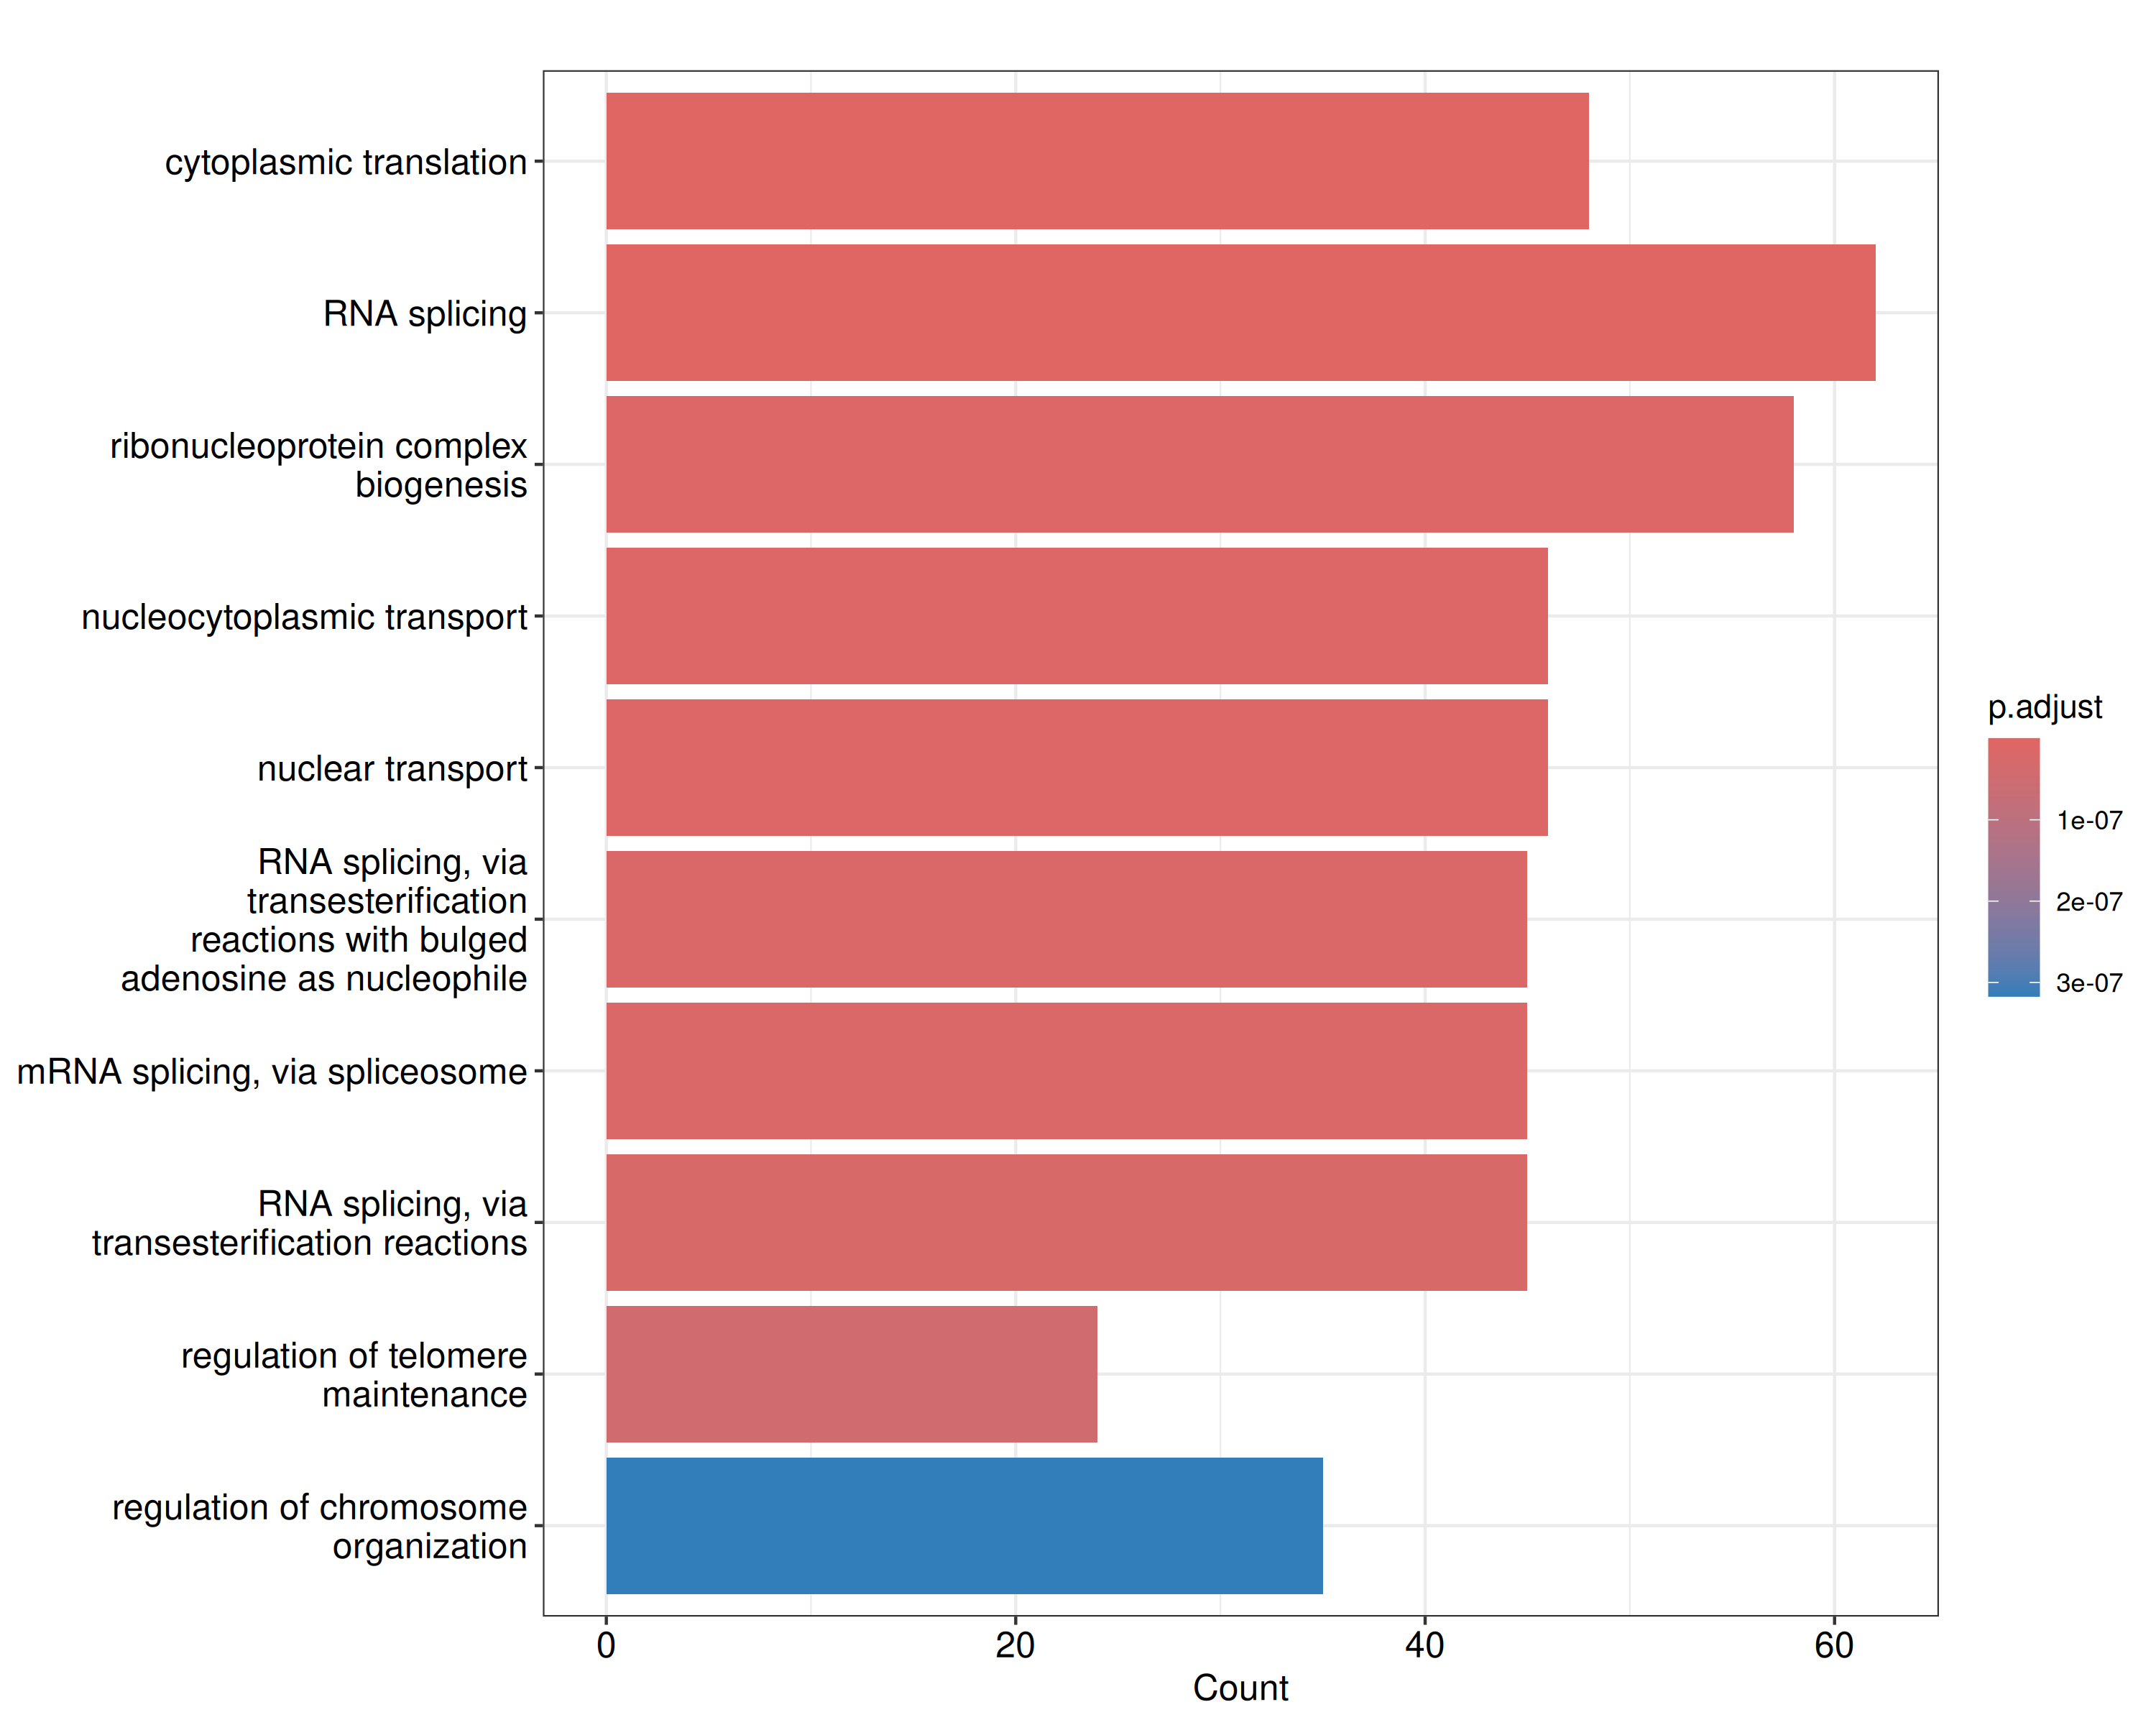 cytoplasmic translation
RNA splicing
ribonucleoprotein complex
biogenesis
nucleocytoplasmic transport
nuclear transport
RNA splicing, via
transesterification
reactions with bulged
adenosine as nucleophile
mRNA splicing, via spliceosome
RNA splicing, via
transesterification reactions
regulation of telomere
maintenance
regulation of chromosome
organization
0 20 40 60
Count
p.adjust
1e-07
2e-07
3e-07